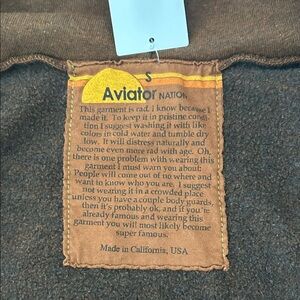 S
Aviator NATION
This garment is rad, I know because I
made it. To keep it in pristine condi-
tion I suggest washing it with like
colors in cold water and tumble dry
low. It will distress naturally and
become even more rad with age. Oh,
there is one problem with wearing this
garment I must warn you about:
People will come out of no where and
want to know who you are. I suggest
not wearing it in a crowded place
unless you have a couple body guards,
then it's probably ok, and if you're
already famous and wearing this
garment you will most likely become
super famous.
Made in California, USA